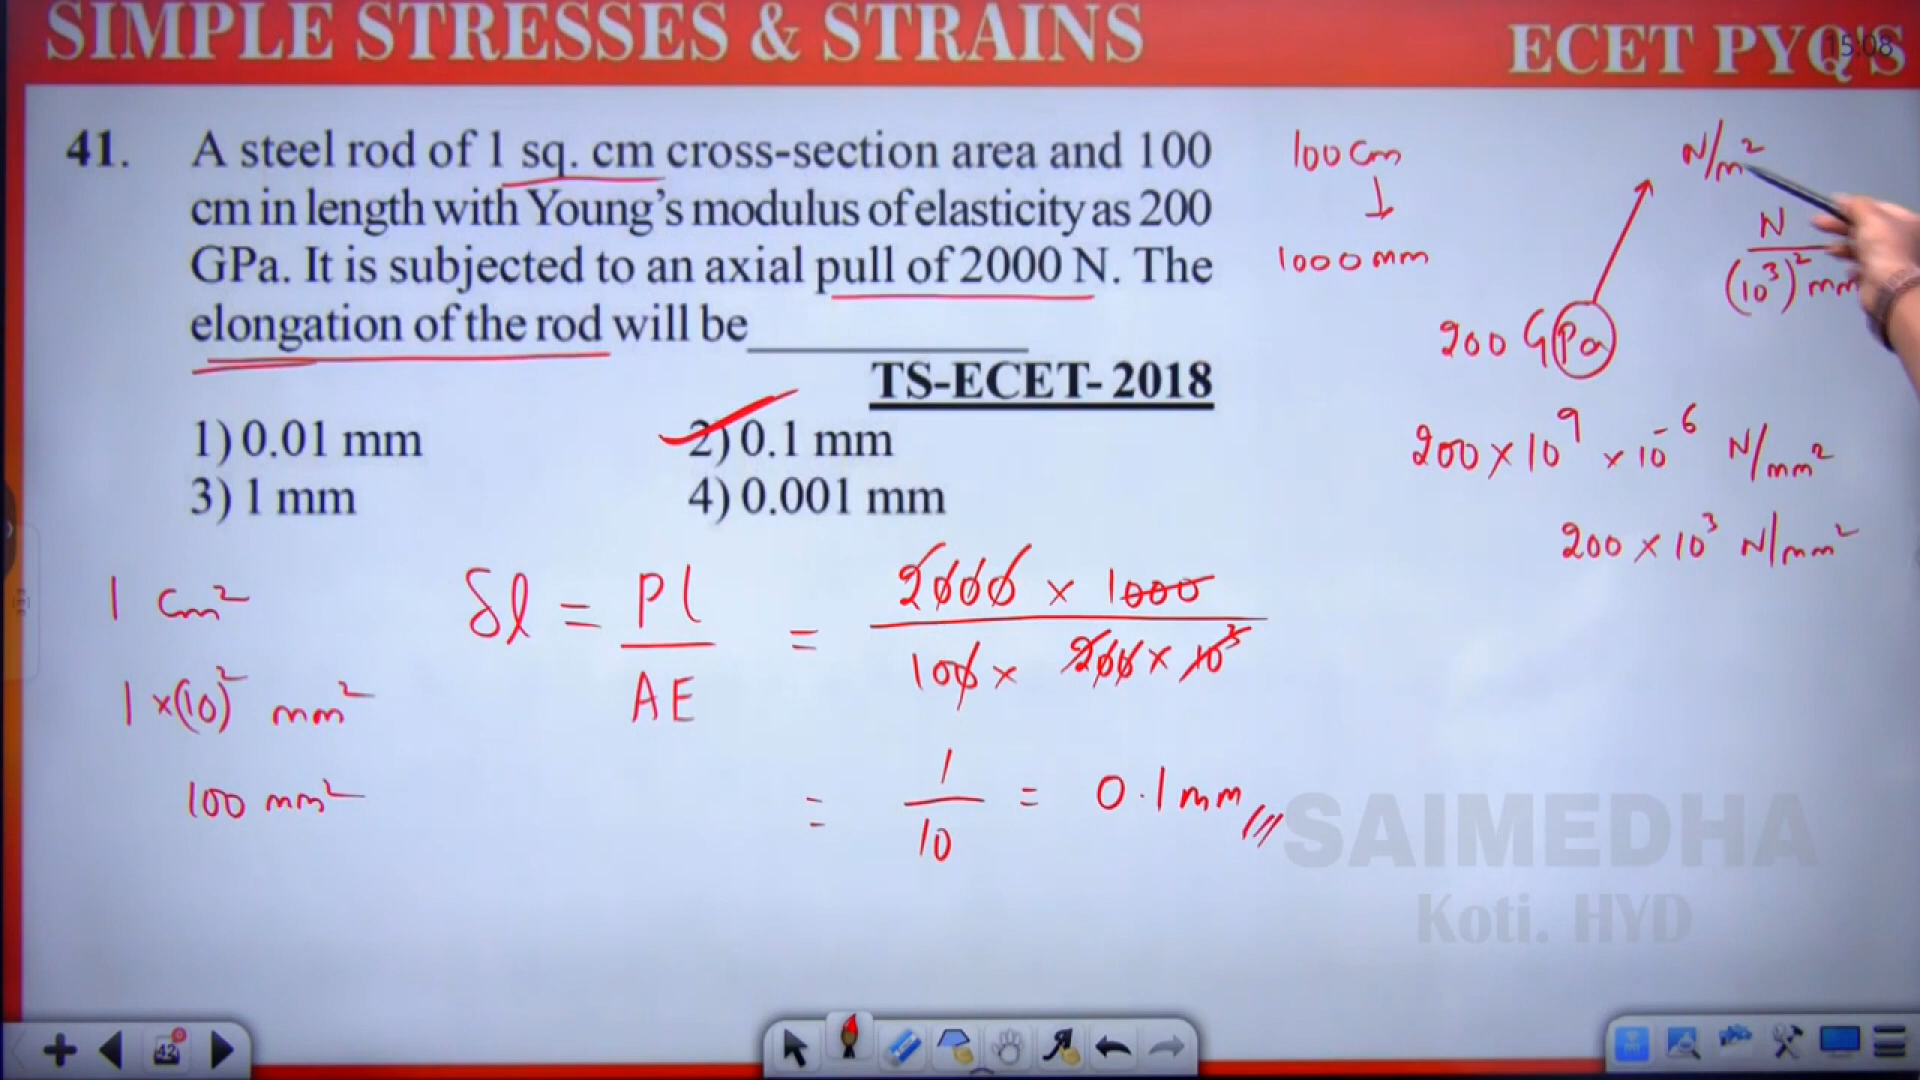 SIMPLE STRESSES & STRAINS
ECET PYQ'S
15:08
41. A steel rod of 1 sq. cm cross-section area and 100
cm in length with Young's modulus of elasticity as 200
GPa. It is subjected to an axial pull of 2000 N. The
elongation of the rod will be____________
TS-ECET- 2018
1) 0.01 mm
2) 0.1 mm
3) 1 mm
4) 0.001 mm
100 cm
↓
1000 mm
N/m²
N
(10³)² mm
200 GPa
200 × 10⁹ × 10⁻⁶ N/mm²
200 × 10³ N/mm²
1 cm²
1 × (10)² mm²
100 mm²
δl = Pl / AE = 2000 × 1000 / 100 × 200 × 10³
= 1 / 10 = 0.1 mm
SAIMEDHA
Koti. HYD
42